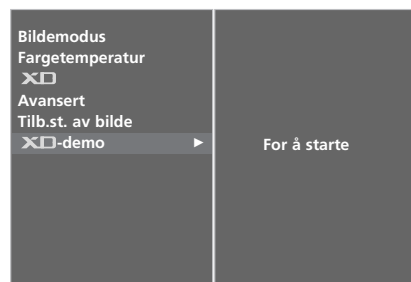 Bildemodus
Fargetemperatur
XD
Avansert
Tilb.st. av bilde
XD-demo
For å starte